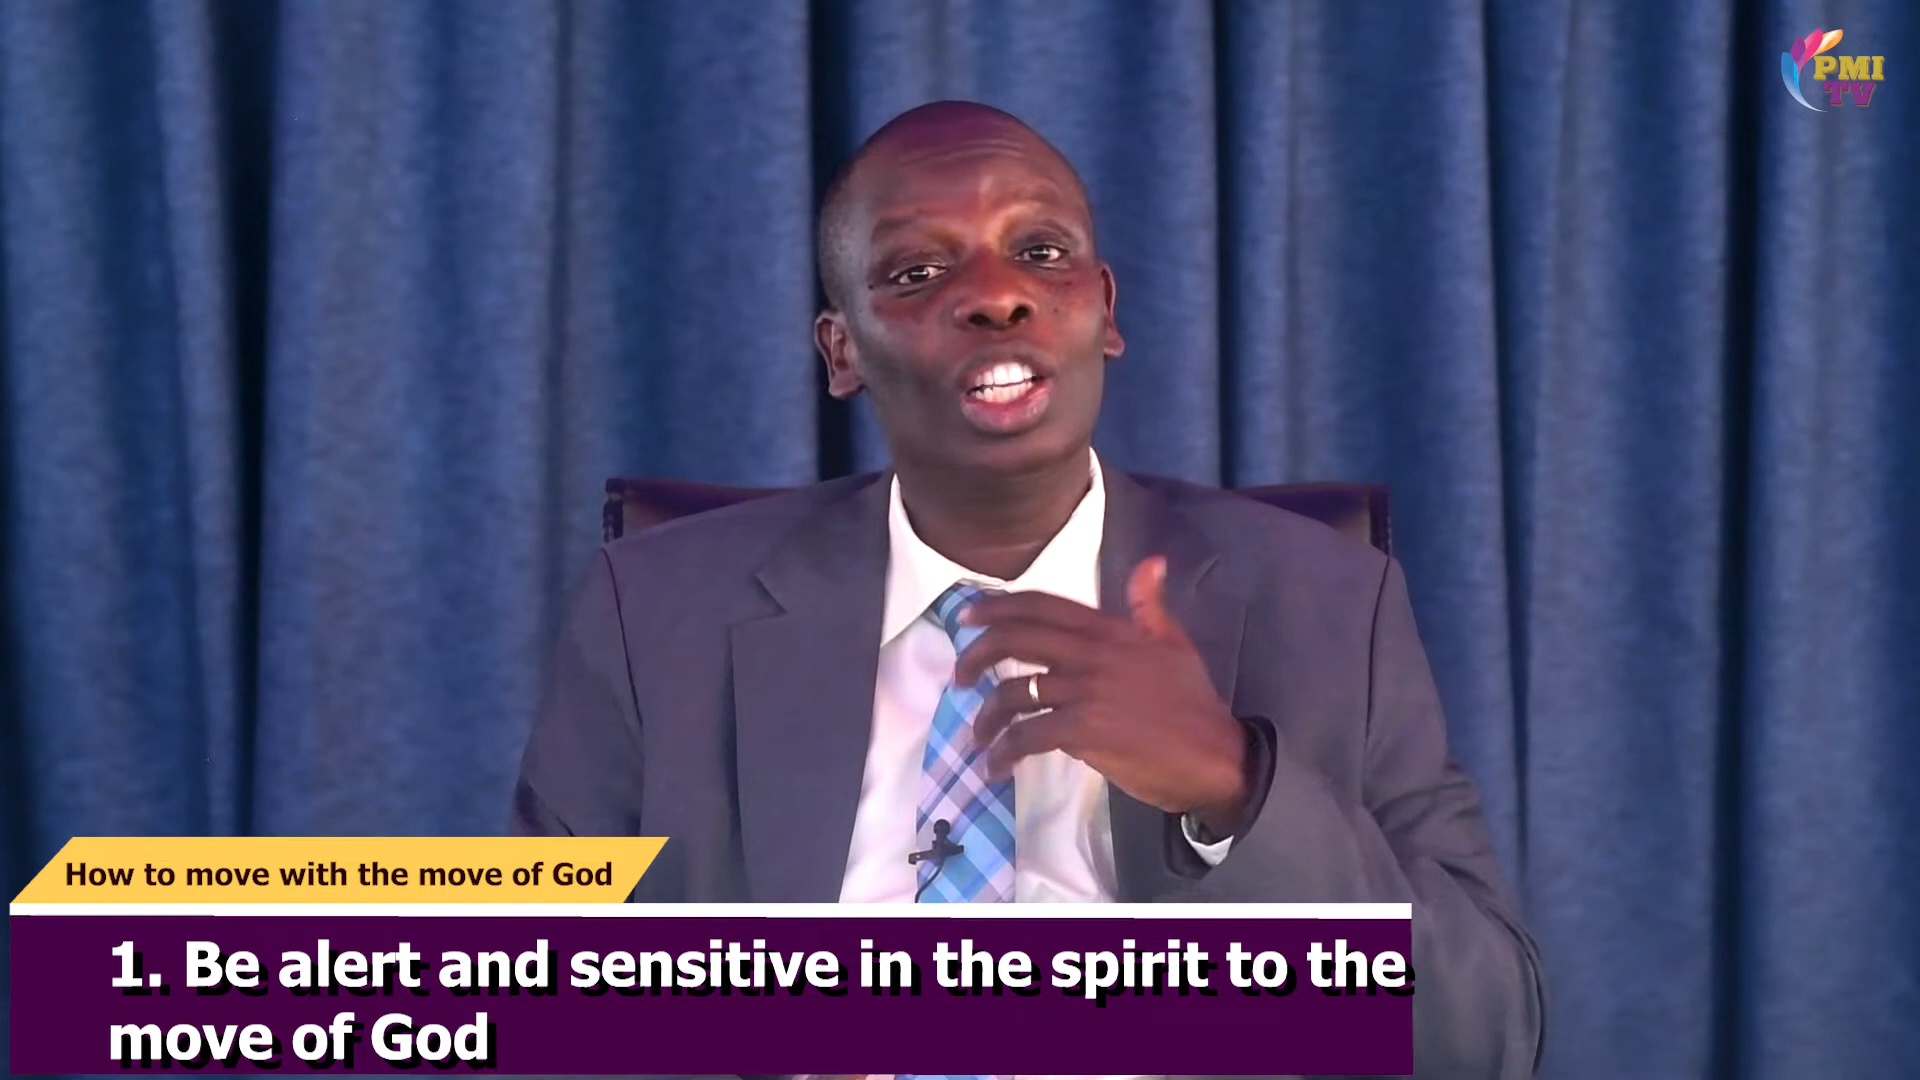 PMI
TV
How to move with the move of God
1. Be alert and sensitive in the spirit to the
move of God